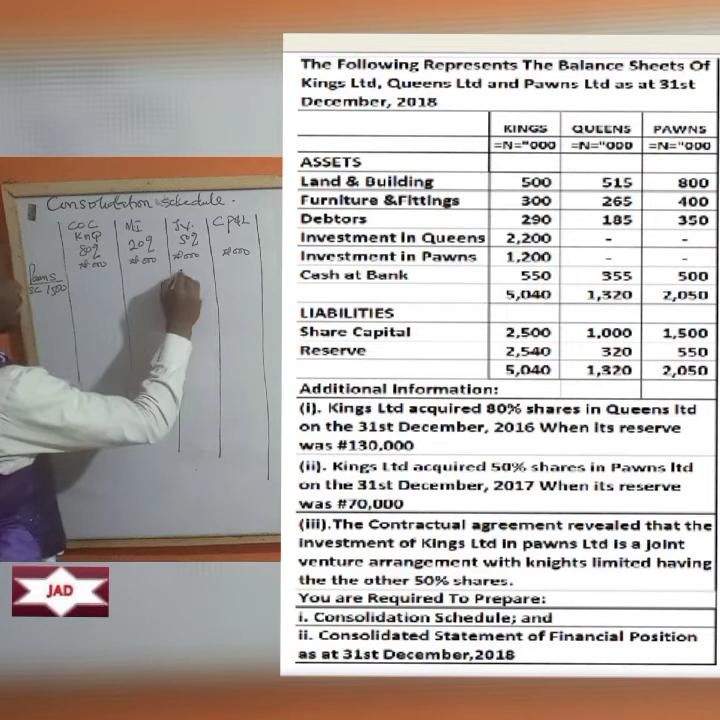 Consolidation schedule.
COC MI J.V. C P&L
K in Q
80% 20% 50%
₦'000 ₦'000 ₦'000 ₦'000
Pawns
SC 1,500
JAD
The Following Represents The Balance Sheets Of
Kings Ltd, Queens Ltd and Pawns Ltd as at 31st
December, 2018
KINGS QUEENS PAWNS
=N="000 =N="000 =N="000
ASSETS
Land & Building 500 515 800
Furniture &Fittings 300 265 400
Debtors 290 185 350
Investment in Queens 2,200 - -
Investment in Pawns 1,200 - -
Cash at Bank 550 355 500
5,040 1,320 2,050
LIABILITIES
Share Capital 2,500 1,000 1,500
Reserve 2,540 320 550
5,040 1,320 2,050
Additional Information:
(i). Kings Ltd acquired 80% shares in Queens ltd
on the 31st December, 2016 When Its reserve
was #130,000
(ii). Kings Ltd acquired 50% shares in Pawns ltd
on the 31st December, 2017 When its reserve
was #70,000
(iii).The Contractual agreement revealed that the
investment of Kings Ltd in pawns Ltd is a joint
venture arrangement with knights limited having
the the other 50% shares.
You are Required To Prepare:
i. Consolidation Schedule; and
ii. Consolidated Statement of Financial Position
as at 31st December,2018